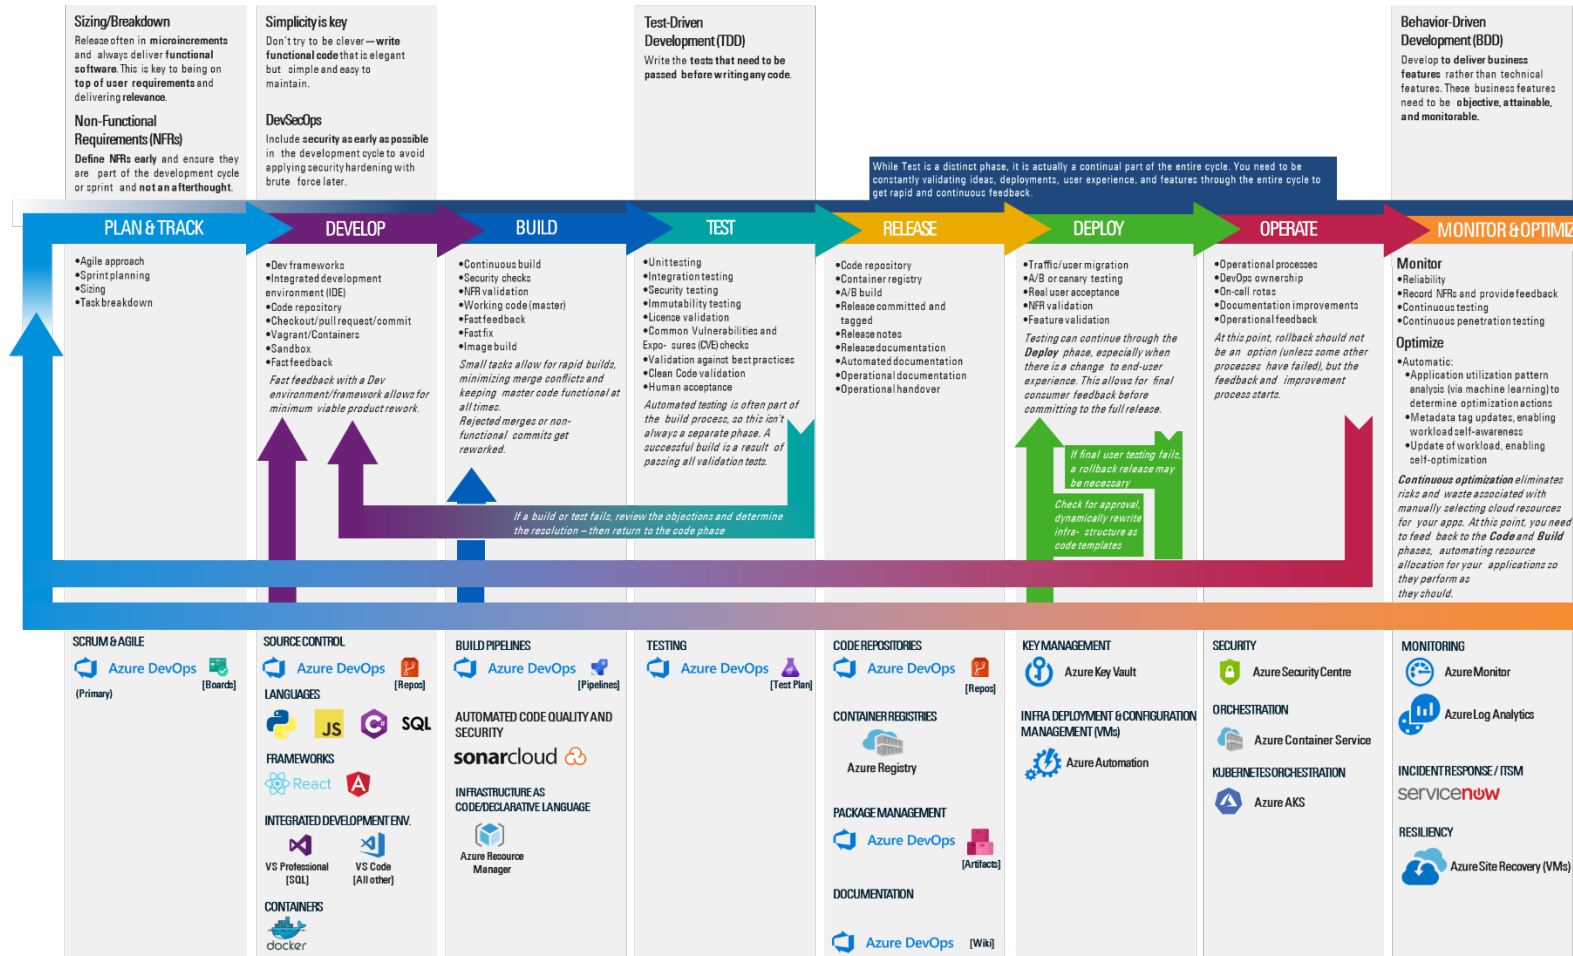 Sizing/Breakdown
Release often in microincrements
and always deliver functional
software. This is key to being on
top of user requirements and
delivering relevance.
Non-Functional
Requirements (NFRs)
Define NFRs early and ensure they
are part of the development cycle
or sprint and not an afterthought.
Simplicity is key
Don't try to be clever — write
functional code that is elegant
but simple and easy to
maintain.
DevSecOps
Include security as early as possible
in the development cycle to avoid
applying security hardening with
brute force later.
Test-Driven
Development (TDD)
Write the tests that need to be
passed before writing any code.
Behavior-Driven
Development (BDD)
Develop to deliver business
features rather than technical
features. These business features
need to be objective, attainable,
and monitorable.
While Test is a distinct phase, it is actually a continual part of the entire cycle. You need to be
constantly validating ideas, deployments, user experience, and features through the entire cycle to
get rapid and continuous feedback.
PLAN & TRACK
DEVELOP
BUILD
TEST
RELEASE
DEPLOY
OPERATE
MONITOR & OPTIMIZ
•Agile approach
•Sprint planning
•Sizing
•Task breakdown
•Dev frameworks
•Integrated development
environment (IDE)
•Code repository
•Checkout/pull request/commit
•Vagrant/Containers
•Sandbox
•Fast feedback
Fast feedback with a Dev
environment/framework allows for
minimum viable product rework.
•Continuous build
•Security checks
•NFR validation
•Working code (master)
•Fast feedback
•Fast fix
•Image build
Small tasks allow for rapid builds,
minimizing merge conflicts and
keeping master code functional at
all times.
Rejected merges or non-
functional commits get
reworked.
•Unit testing
•Integration testing
•Security testing
•Immutability testing
•License validation
•Common Vulnerabilities and
Expo- sures (CVE) checks
•Validation against best practices
•Clean Code validation
•Human acceptance
Automated testing is often part of
the build process, so this isn't
always a separate phase. A
successful build is a result of
passing all validation tests.
•Code repository
•Container registry
•A/B build
•Release committed and
tagged
•Release notes
•Release documentation
•Automated documentation
•Operational documentation
•Operational handover
•Traffic/user migration
•A/B or canary testing
•Real user acceptance
•NFR validation
•Feature validation
Testing can continue through the
Deploy phase, especially when
there is a change to end-user
experience. This allows for final
consumer feedback before
committing to the full release.
•Operational processes
•DevOps ownership
•On-call rotas
•Documentation improvements
•Operational feedback
At this point, rollback should not
be an option (unless some other
processes have failed), but the
feedback and improvement
process starts.
Monitor
•Reliability
•Record NFRs and provide feedback
•Continuous testing
•Continuous penetration testing
Optimize
•Automatic:
•Application utilization pattern
analysis (via machine learning) to
determine optimization actions
•Metadata tag updates, enabling
workload self-awareness
•Update of workload, enabling
self-optimization
Continuous optimization eliminates
risks and waste associated with
manually selecting cloud resources
for your apps. At this point, you need
to feed back to the Code and Build
phases, automating resource
allocation for your applications so
they perform as
they should.
If a build or test fails, review the objections and determine
the resolution – then return to the code phase
If final user testing fails,
a rollback release may
be necessary
Check for approval,
dynamically rewrite
infra- structure as
code templates
SCRUM & AGILE
Azure DevOps
[Boards]
(Primary)
SOURCE CONTROL
Azure DevOps
[Repos]
LANGUAGES
JS
C#
SQL
FRAMEWORKS
React
A
INTEGRATED DEVELOPMENT ENV.
VS Professional
[SQL]
VS Code
[All other]
CONTAINERS
docker
BUILD PIPELINES
Azure DevOps
[Pipelines]
AUTOMATED CODE QUALITY AND
SECURITY
sonarcloud
INFRASTRUCTURE AS
CODE/DECLARATIVE LANGUAGE
Azure Resource
Manager
TESTING
Azure DevOps
[Test Plan]
CODE REPOSITORIES
Azure DevOps
[Repos]
CONTAINER REGISTRIES
Azure Registry
PACKAGE MANAGEMENT
Azure DevOps
[Artifacts]
DOCUMENTATION
Azure DevOps
[Wiki]
KEY MANAGEMENT
Azure Key Vault
INFRA DEPLOYMENT & CONFIGURATION
MANAGEMENT (VMs)
Azure Automation
SECURITY
Azure Security Centre
ORCHESTRATION
Azure Container Service
KUBERNETES ORCHESTRATION
Azure AKS
MONITORING
Azure Monitor
Azure Log Analytics
INCIDENT RESPONSE / ITSM
servicenow
RESILIENCY
Azure Site Recovery (VMs)